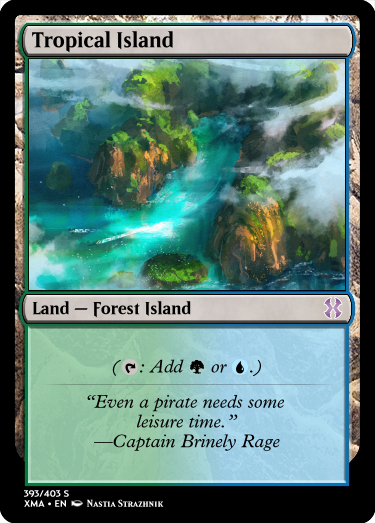 Tropical Island
Land — Forest Island
( : Add or .)
“Even a pirate needs some
leisure time.”
—Captain Brinely Rage
393/403 S
XMA • EN Nastia Strazhnik